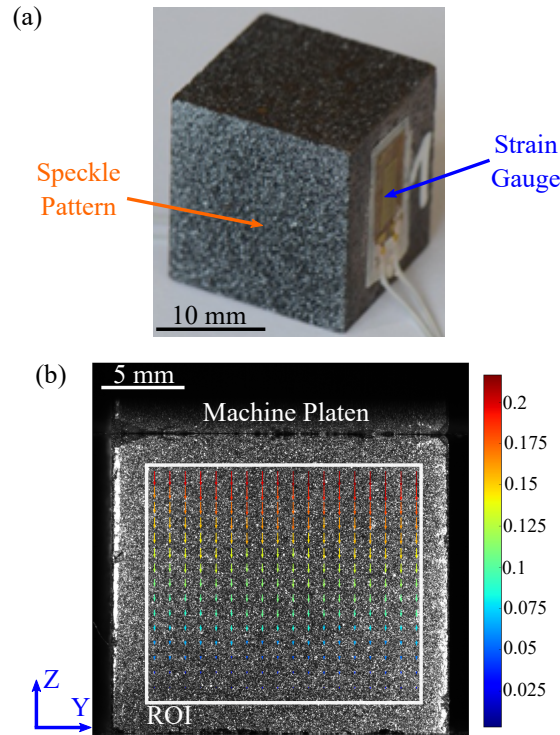 (a)
Speckle
Pattern
Strain
Gauge
10 mm
(b)
5 mm
Machine Platen
0.2
0.175
0.15
0.125
0.1
0.075
0.05
0.025
Z
Y
ROI